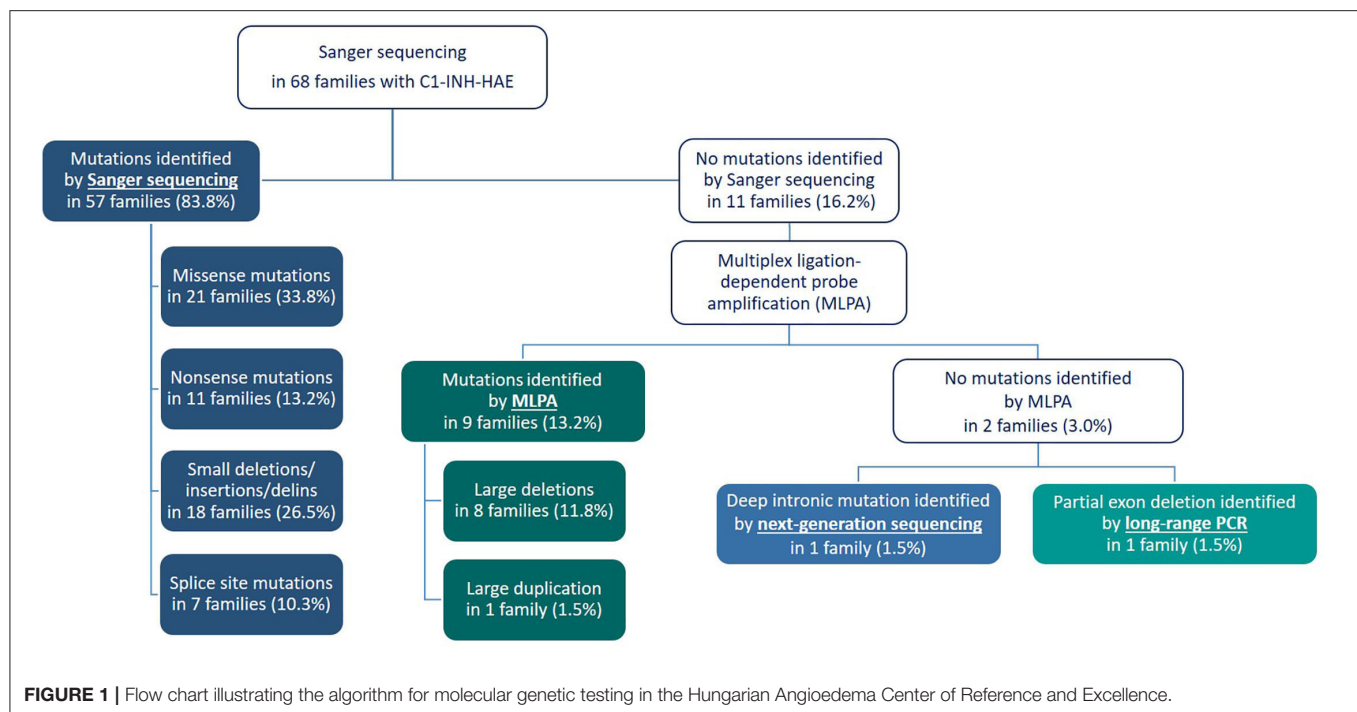 Sanger sequencing
in 68 families with C1-INH-HAE
Mutations identified
by Sanger sequencing
in 57 families (83.8%)
No mutations identified
by Sanger sequencing
in 11 families (16.2%)
Missense mutations
in 21 families (33.8%)
Nonsense mutations
in 11 families (13.2%)
Small deletions/
insertions/delins
in 18 families (26.5%)
Splice site mutations
in 7 families (10.3%)
Multiplex ligation-
dependent probe
amplification (MLPA)
Mutations identified
by MLPA
in 9 families (13.2%)
Large deletions
in 8 families (11.8%)
Large duplication
in 1 family (1.5%)
No mutations identified
by MLPA
in 2 families (3.0%)
Deep intronic mutation identified
by next-generation sequencing
in 1 family (1.5%)
Partial exon deletion identified
by long-range PCR
in 1 family (1.5%)
FIGURE 1 | Flow chart illustrating the algorithm for molecular genetic testing in the Hungarian Angioedema Center of Reference and Excellence.